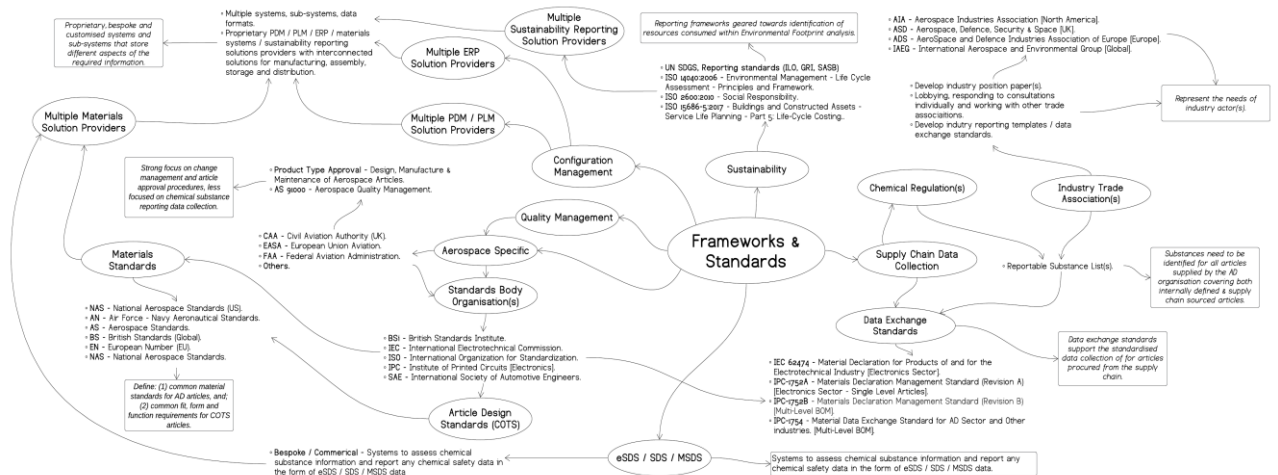 Proprietary, bespoke and
customised systems and
sub-systems that store
different aspects of the
required information.
Multiple systems, sub-systems, data
formats.
Proprietary PDM / PLM / ERP / materials
systems / sustainability reporting
solutions providers with interconnected
solutions for manufacturing, assembly,
storage and distribution.
Multiple
Sustainability Reporting
Solution Providers
Multiple ERP
Solution Providers
Multiple PDM / PLM
Solution Providers
Multiple Materials
Solution Providers
Configuration
Management
Reporting frameworks geared towards identification of
resources consumed within Environmental Footprint analysis.
UN SDGS, Reporting standards (ILO, GRI, SASB)
ISO 14040:2006 - Environmental Management - Life Cycle
Assessment - Principles and Framework.
ISO 2600:2010 - Social Responsibility.
ISO 15686-5:2017 - Buildings and Constructed Assets -
Service Life Planning - Part 5: Life-Cycle Costing.
Sustainability
AIA - Aerospace Industries Association [North America].
ASD - Aerospace, Defence, Security & Space [UK].
ADS - AeroSpace and Defence Industries Association of Europe [Europe].
IAEG - International Aerospace and Environmental Group [Global].
Develop industry position paper(s).
Lobbying, responding to consultations
individually and working with other trade
associaitions.
Develop indutry reporting templates / data
exchange standards.
Represent the needs of
industry actor(s).
Chemical Regulation(s)
Industry Trade
Association(s)
Strong focus on change
management and article
approval procedures, less
focused on chemical substance
reporting data collection.
Product Type Approval - Design, Manufacture &
Maintenance of Aerospace Articles.
AS 91000 - Aerospace Quality Management.
Quality Management
Frameworks &
Standards
Supply Chain Data
Collection
Reportable Substance List(s).
Substances need to be
identified for all articles
supplied by the AD
organisation covering both
internally defined & supply
chain sourced articles.
CAA - Civil Aviation Authority (UK).
EASA - European Union Aviation.
FAA - Federal Aviation Administration.
Others.
Aerospace Specific
Standards Body
Organisation(s)
Materials
Standards
NAS - National Aerospace Standards (US).
AN - Air Force - Navy Aeronautical Standards.
AS - Aerospace Standards.
BS - British Standards (Global).
EN - European Number (EU).
NAS - National Aerospace Standards.
Define: (1) common material
standards for AD articles, and;
(2) common fit, form and
function requirements for COTS
articles.
BSI - British Standards Institute.
IEC - International Electrotechnical Commission.
ISO - International Organization for Standardization.
IPC - Institute of Printed Circuits [Electronics].
SAE - International Society of Automotive Engineers.
Article Design
Standards (COTS)
Data Exchange
Standards
Data exchange standards
support the standardised
data collection of for articles
procured from the supply
chain.
IEC 62474 - Material Declaration for Products of and for the
Electrotechnical Industry [Electronics Sector].
IPC-1752A - Materials Declaration Management Standard (Revision A)
[Electronics Sector - Single Level Articles].
IPC-1752B - Materials Declaration Management Standard (Revision B)
[Multi-Level BOM].
IPC-1754 - Material Data Exchange Standard for AD Sector and Other
industries. [Multi-Level BOM].
Bespoke / Commerical - Systems to assess chemical
substance information and report any chemical safety data in
the form of eSDS / SDS / MSDS data
eSDS / SDS / MSDS
Systems to assess chemical substance information and report any
chemical safety data in the form of eSDS / SDS / MSDS data.